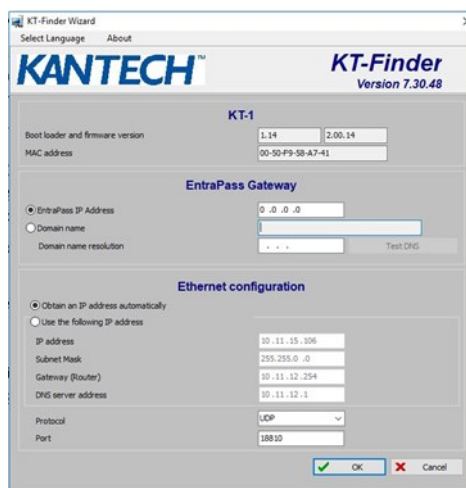 KT-Finder Wizard
Select Language About
KANTECH™ KT-Finder
Version 7.30.48
KT-1
Boot loader and firmware version 1.14 2.00.14
MAC address 00-50-F9-58-A7-41
EntraPass Gateway
EntraPass IP Address 0 .0 .0 .0
Domain name
Domain name resolution . . . Test DNS
Ethernet configuration
Obtain an IP address automatically
Use the following IP address
IP address 10 .11 .15 .106
Subnet Mask 255.255.0 .0
Gateway (Router) 10 .11 .12 .254
DNS server address 10 .11 .12 .1
Protocol UDP
Port 18810
OK Cancel